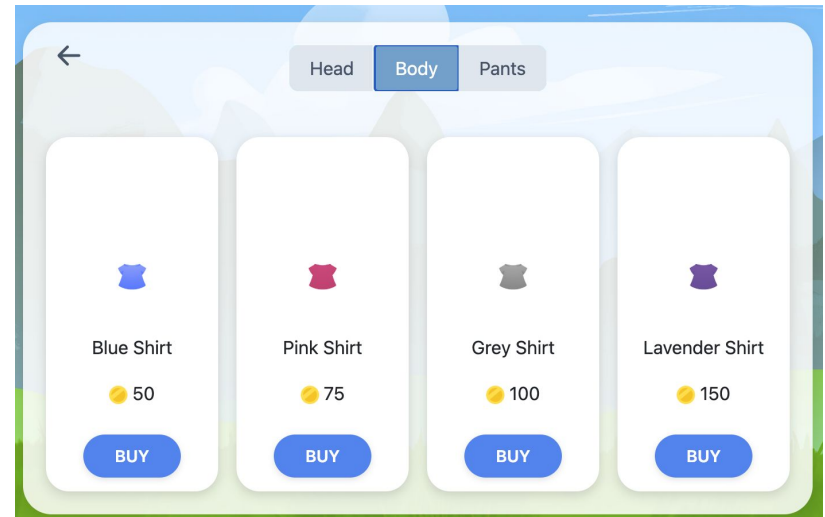 Head Body Pants
Blue Shirt
50
BUY
Pink Shirt
75
BUY
Grey Shirt
100
BUY
Lavender Shirt
150
BUY